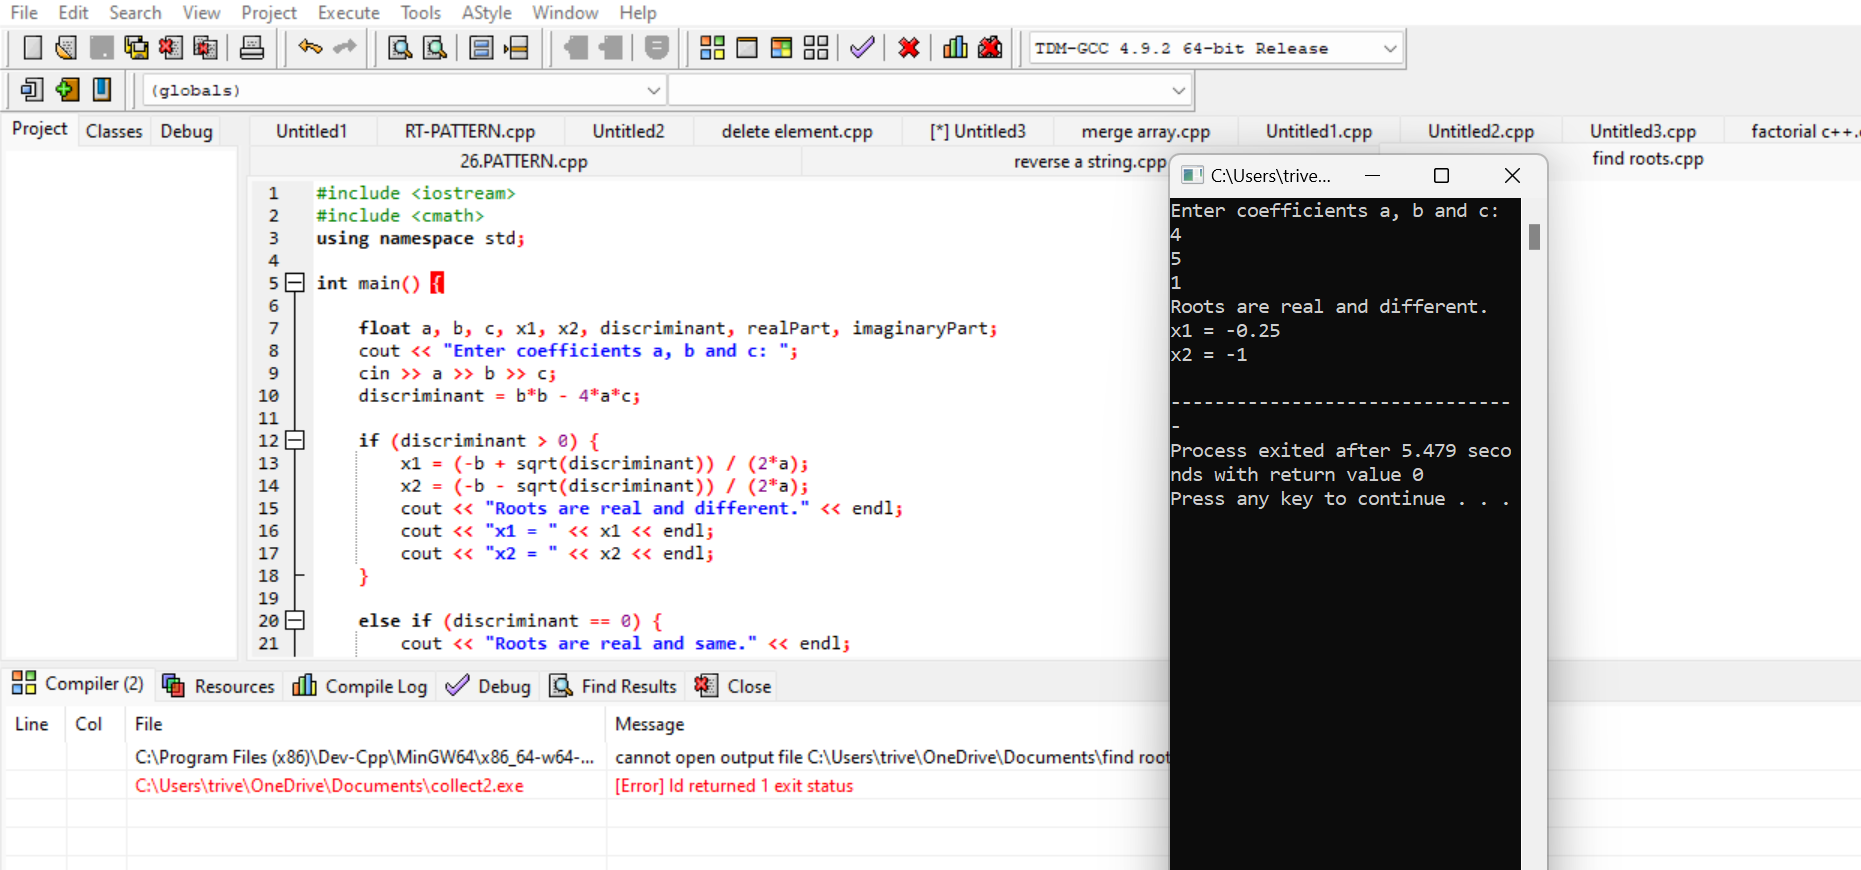 File Edit Search View Project Execute Tools AStyle Window Help
TDM-GCC 4.9.2 64-bit Release
(globals)
Project Classes Debug
Untitled1 RT-PATTERN.cpp Untitled2 delete element.cpp [*] Untitled3 merge array.cpp Untitled1.cpp Untitled2.cpp Untitled3.cpp factorial c++.
26.PATTERN.cpp reverse a string.cpp find roots.cpp
1 #include <iostream>
2 #include <cmath>
3 using namespace std;
4
5 int main() {
6
7 float a, b, c, x1, x2, discriminant, realPart, imaginaryPart;
8 cout << "Enter coefficients a, b and c: ";
9 cin >> a >> b >> c;
10 discriminant = b*b - 4*a*c;
11
12 if (discriminant > 0) {
13 x1 = (-b + sqrt(discriminant)) / (2*a);
14 x2 = (-b - sqrt(discriminant)) / (2*a);
15 cout << "Roots are real and different." << endl;
16 cout << "x1 = " << x1 << endl;
17 cout << "x2 = " << x2 << endl;
18 }
19
20 else if (discriminant == 0) {
21 cout << "Roots are real and same." << endl;
C:\Users\trive...
Enter coefficients a, b and c:
4
5
1
Roots are real and different.
x1 = -0.25
x2 = -1
-------------------------------
-
Process exited after 5.479 seco
nds with return value 0
Press any key to continue . . .
Compiler (2) Resources Compile Log Debug Find Results Close
Line Col File Message
C:\Program Files (x86)\Dev-Cpp\MinGW64\x86_64-w64-... cannot open output file C:\Users\trive\OneDrive\Documents\find root
C:\Users\trive\OneDrive\Documents\collect2.exe [Error] ld returned 1 exit status